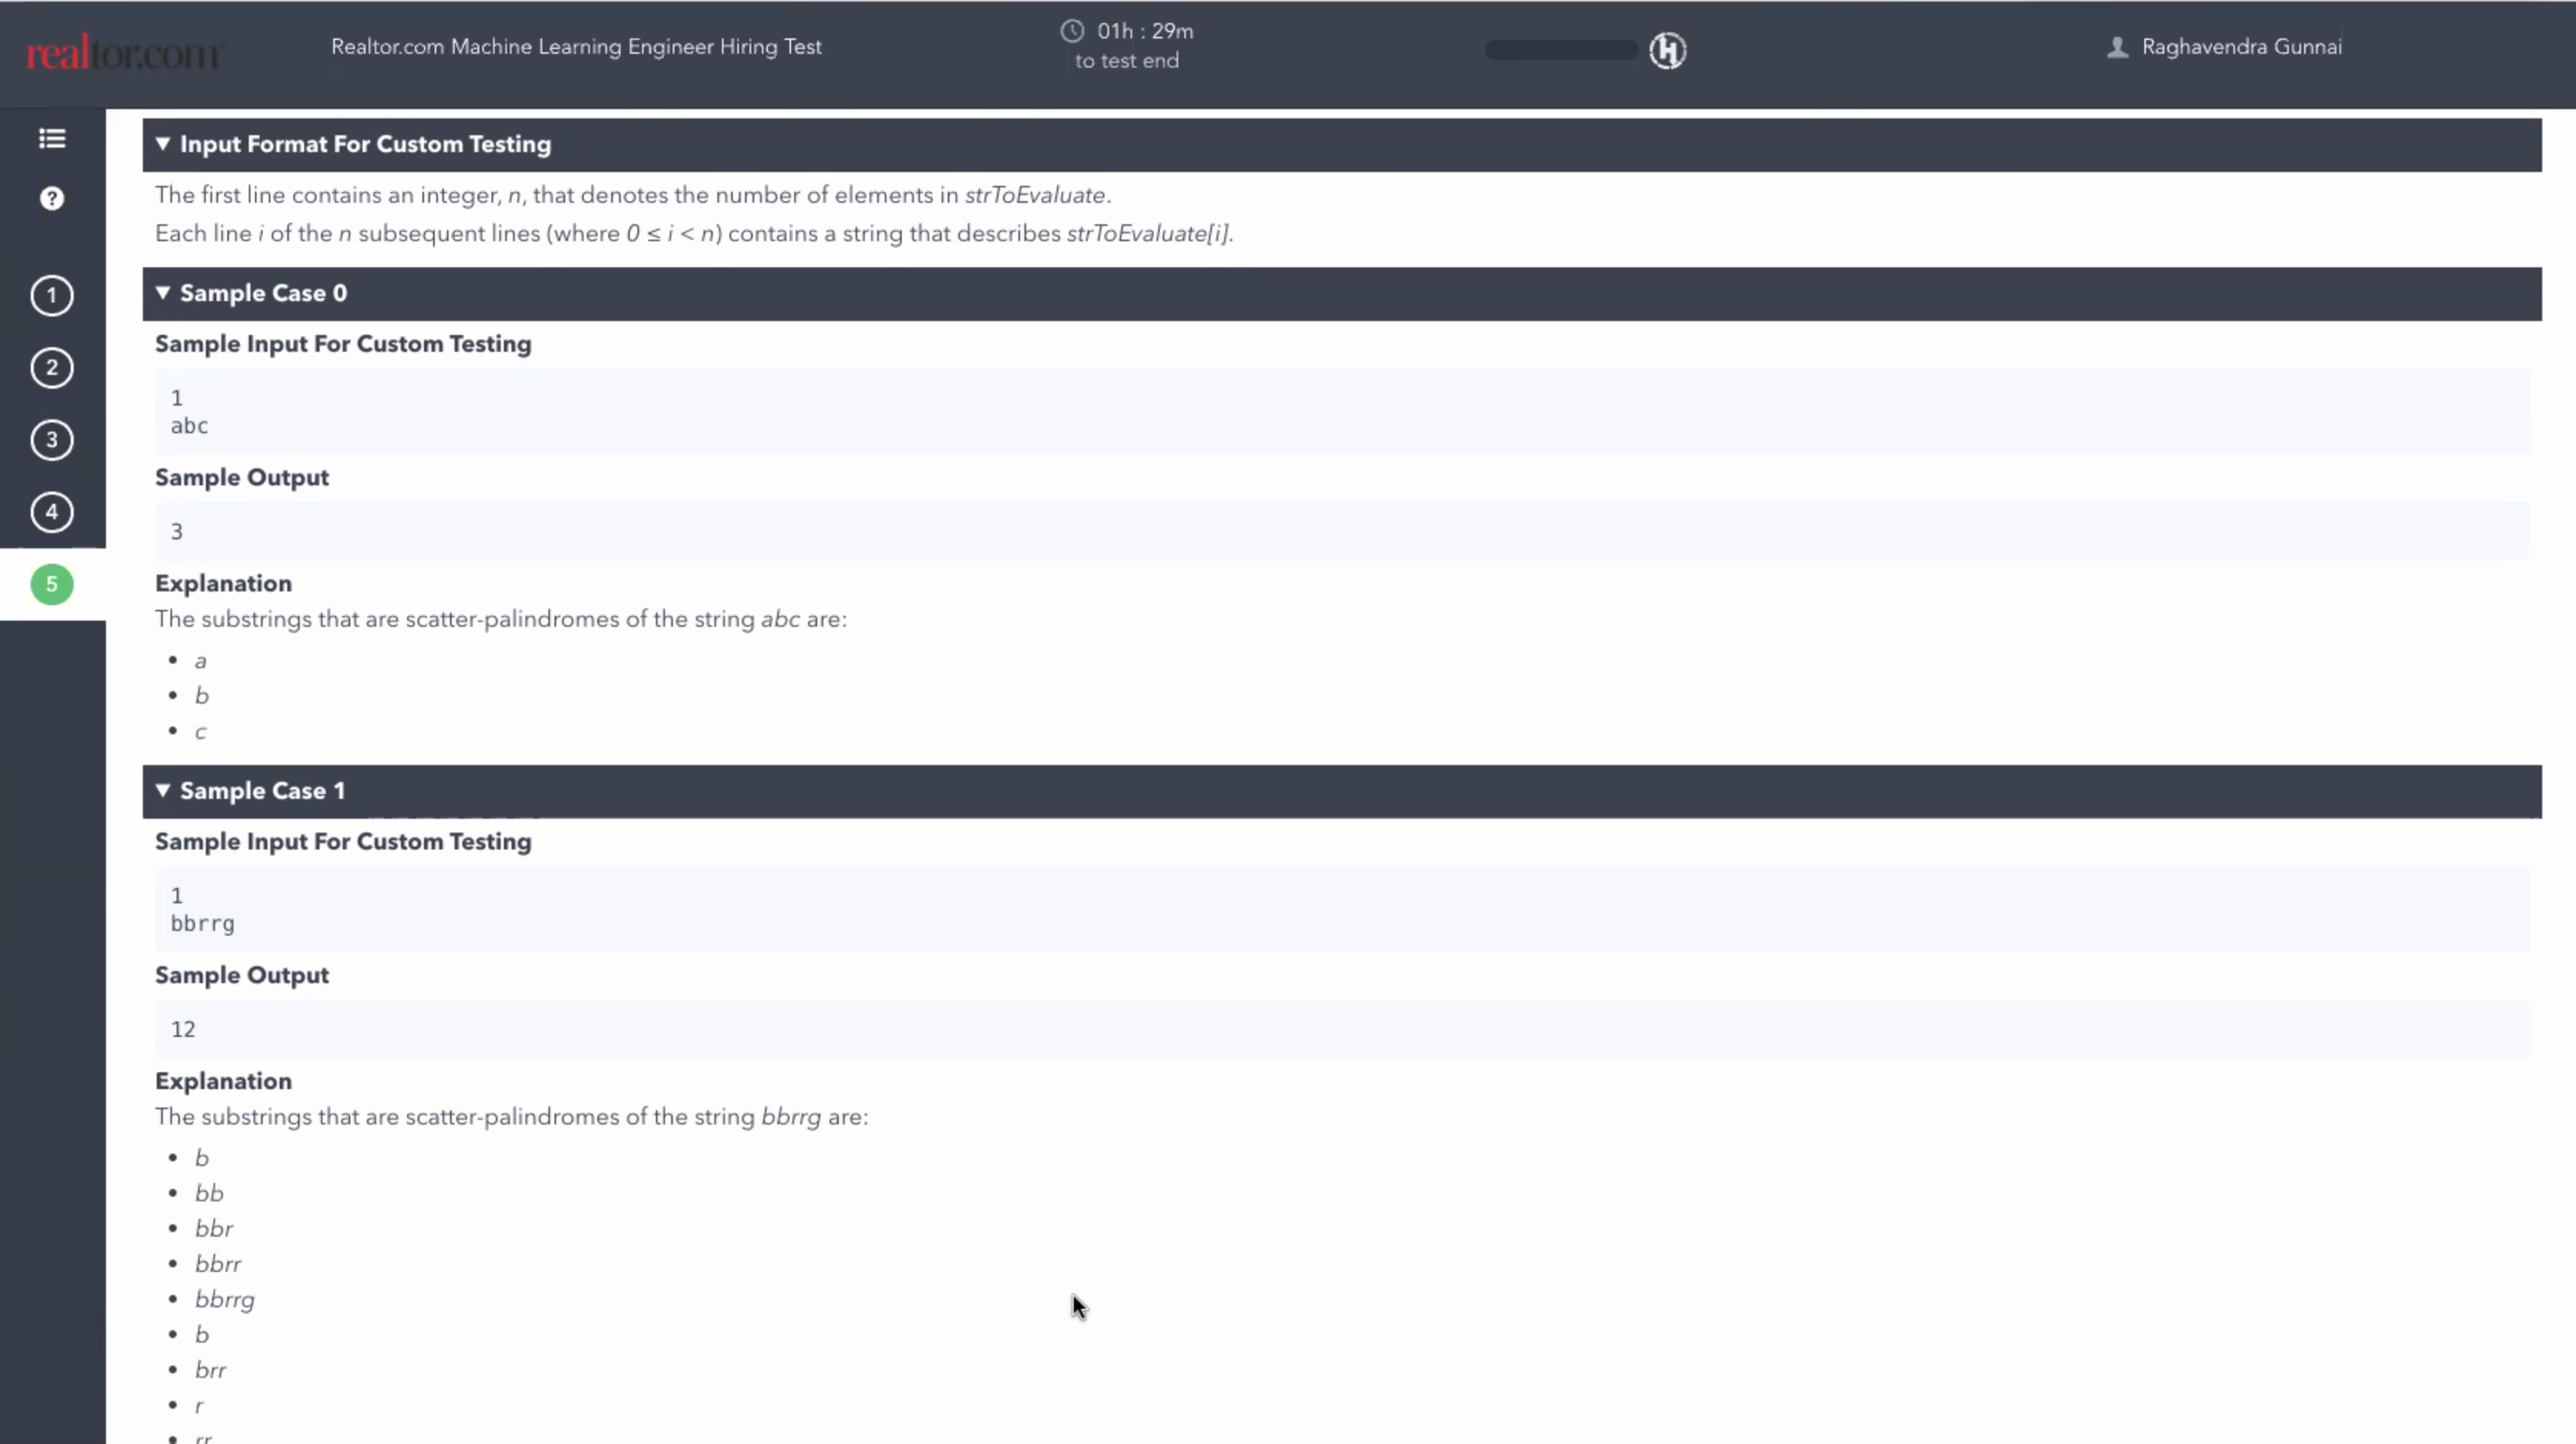 realtor.com
Realtor.com Machine Learning Engineer Hiring Test
01h : 29m
to test end
Raghavendra Gunnai
Input Format For Custom Testing
The first line contains an integer, n, that denotes the number of elements in strToEvaluate.
Each line i of the n subsequent lines (where 0 ≤ i < n) contains a string that describes strToEvaluate[i].
1
2
3
4
5
Sample Case 0
Sample Input For Custom Testing
1
abc
Sample Output
3
Explanation
The substrings that are scatter-palindromes of the string abc are:
• a
• b
• c
Sample Case 1
Sample Input For Custom Testing
1
bbrrg
Sample Output
12
Explanation
The substrings that are scatter-palindromes of the string bbrrg are:
• b
• bb
• bbr
• bbrr
• bbrrg
• b
• brr
• r
• rr